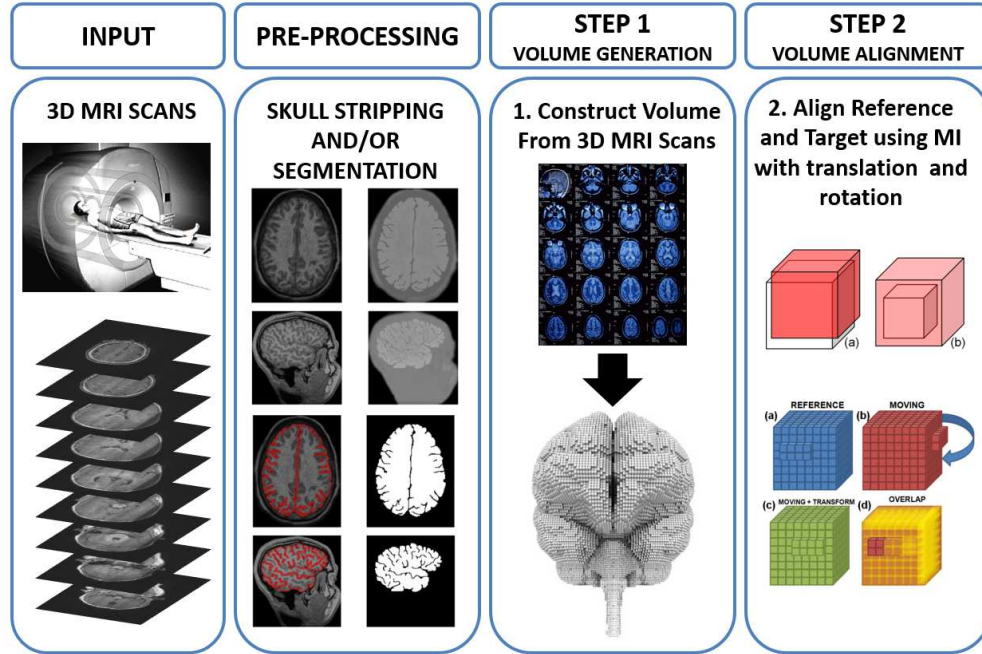 INPUT
PRE-PROCESSING
STEP 1
VOLUME GENERATION
STEP 2
VOLUME ALIGNMENT
3D MRI SCANS
SKULL STRIPPING
AND/OR
SEGMENTATION
1. Construct Volume
From 3D MRI Scans
2. Align Reference
and Target using MI
with translation and
rotation
(a)
(b)
REFERENCE
(a)
MOVING
(b)
MOVING + TRANSFORM
(c)
OVERLAP
(d)